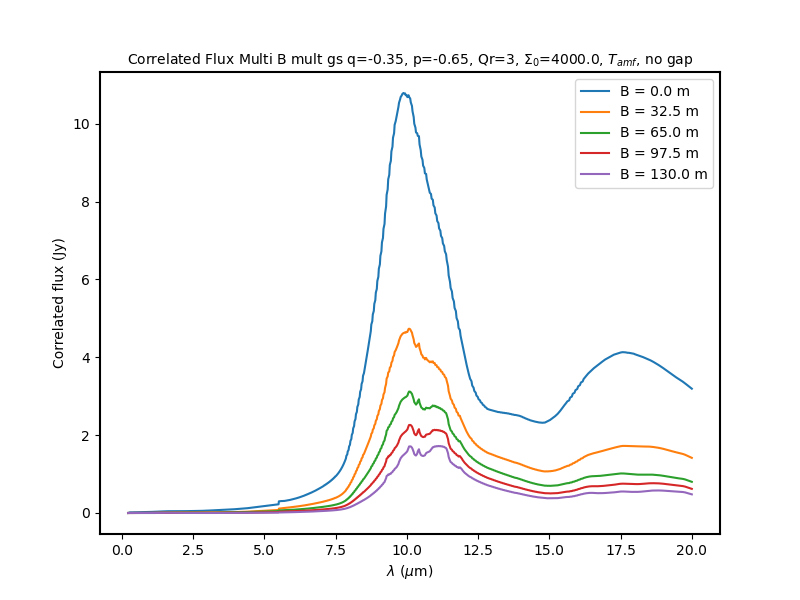 Correlated Flux Multi B mult gs q=-0.35, p=-0.65, Qr=3, Σ₀=4000.0, T_amf, no gap
B = 0.0 m
B = 32.5 m
B = 65.0 m
B = 97.5 m
B = 130.0 m
Correlated flux (Jy)
10
8
6
4
2
0
0.0 2.5 5.0 7.5 10.0 12.5 15.0 17.5 20.0
λ (μm)